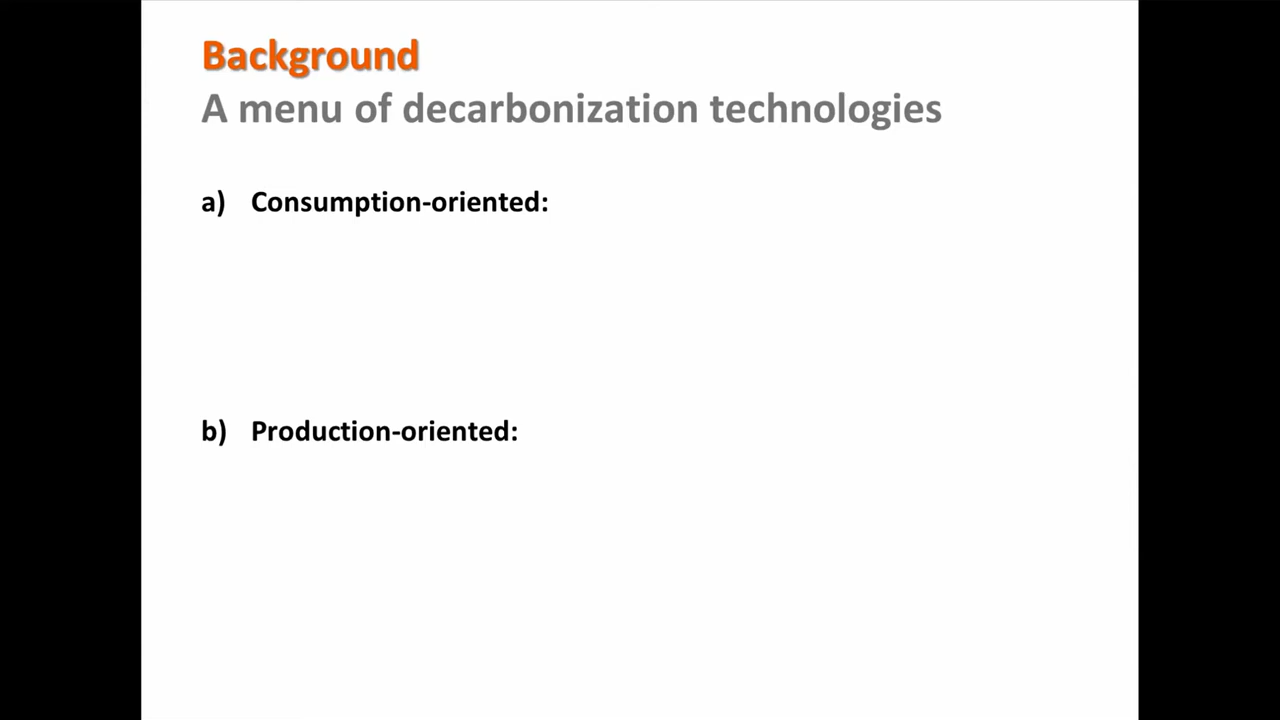 Background
A menu of decarbonization technologies
a) Consumption-oriented:
b) Production-oriented: